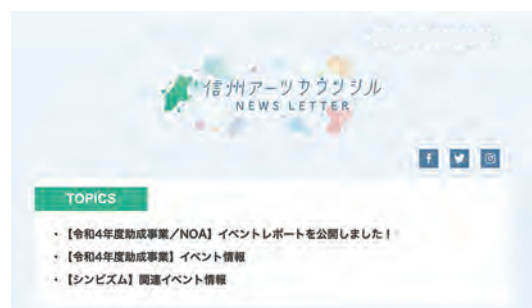 信州アーツカウンシル
NEWS LETTER
TOPICS
・【令和4年度助成事業／NOA】イベントレポートを公開しました！
・【令和4年度助成事業】イベント情報
・【シンビズム】関連イベント情報